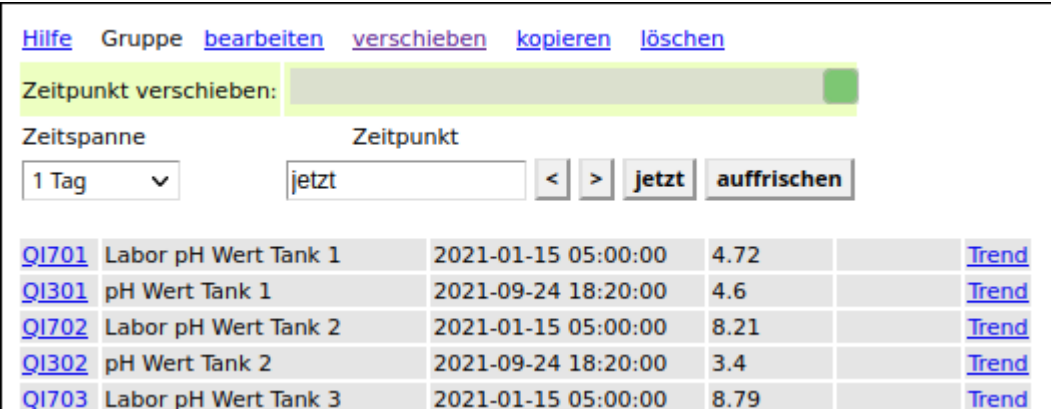 Hilfe Gruppe bearbeiten verschieben kopieren löschen
Zeitpunkt verschieben:
Zeitspanne Zeitpunkt
1 Tag jetzt < > jetzt auffrischen
QI701 Labor pH Wert Tank 1 2021-01-15 05:00:00 4.72 Trend
QI301 pH Wert Tank 1 2021-09-24 18:20:00 4.6 Trend
QI702 Labor pH Wert Tank 2 2021-01-15 05:00:00 8.21 Trend
QI302 pH Wert Tank 2 2021-09-24 18:20:00 3.4 Trend
QI703 Labor pH Wert Tank 3 2021-01-15 05:00:00 8.79 Trend